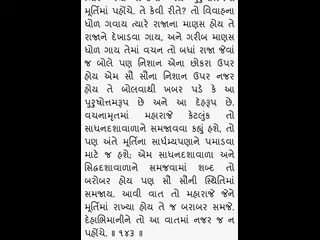 મૂર્તિમાં પહોંચે. તે કેવી રીતે? તો વિવાહના
ધોળ ગવાય ત્યારે રાજાના માણસ હોય તે
રાજાને દેખાડવા ગાય, અને ગરીબ માણસ
ધોળ ગાય તેમાં વચન તો બધાં રાજા જેવાં
જ બોલે પણ નિશાન એના છોકરા ઉપર
હોય એમ સૌ સૌના નિશાન ઉપર નજર
હોય તે બોલવાથી ખબર પડે કે આ
પુરુષોત્તમરૂપ છે અને આ દેહરૂપ છે.
વચનામૃતમાં મહારાજે કેટલુંક તો
સાધનદશાવાળાને સમજાવવા કહ્યું હશે, તો
પણ અંતે મૂર્તિના સાધર્મ્યપણાને પમાડવા
માટે જ હશે; એમ સાધનદશાવાળા અને
સિદ્ધદશાવાળાને સમજવામાં શબ્દ તો
બરોબર હોય પણ સૌ સૌની સ્થિતિમાં
સમજાય. આવી વાત તો મહારાજે જેને
મૂર્તિમાં રાખ્યા હોય તે જ બરાબર સમજે.
દેહાભિમાનીને તો આ વાતમાં નજર જ ન
પહોંચે. ॥ ૧૪૩ ॥